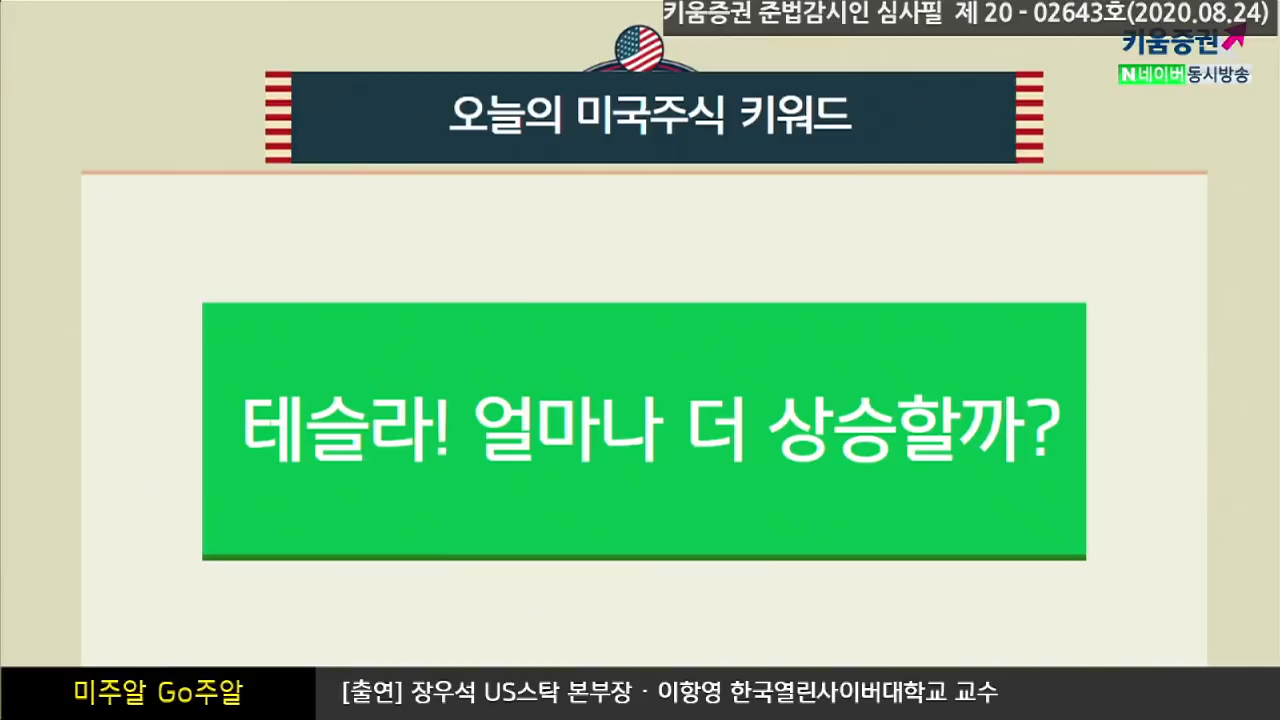 키움증권 준법감시인 심사필 제 20 - 02643호(2020.08.24)
키움증권
N네이버 동시방송
오늘의 미국주식 키워드
테슬라! 얼마나 더 상승할까?
미주알 Go주알
[출연] 장우석 US스탁 본부장 · 이항영 한국열린사이버대학교 교수